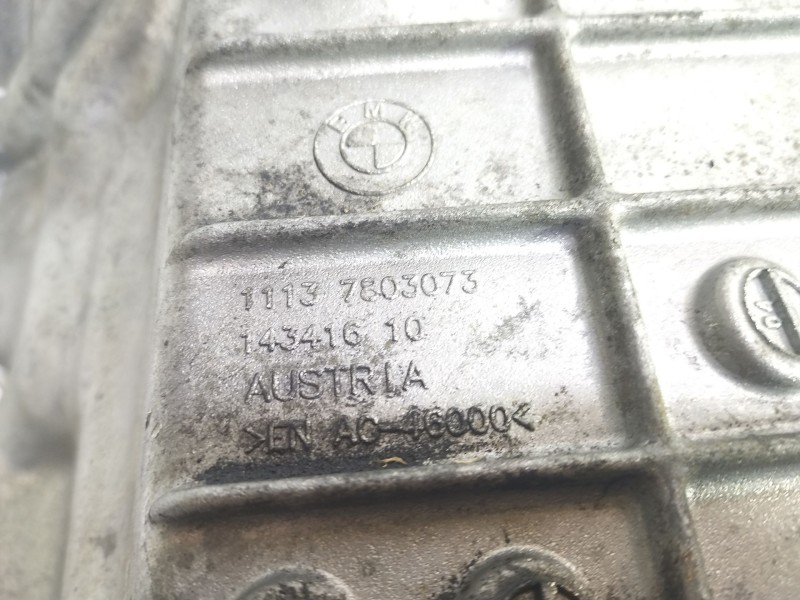 BMW
1113 7803073
143416 10
AUSTRIA
>EN AC-46000<